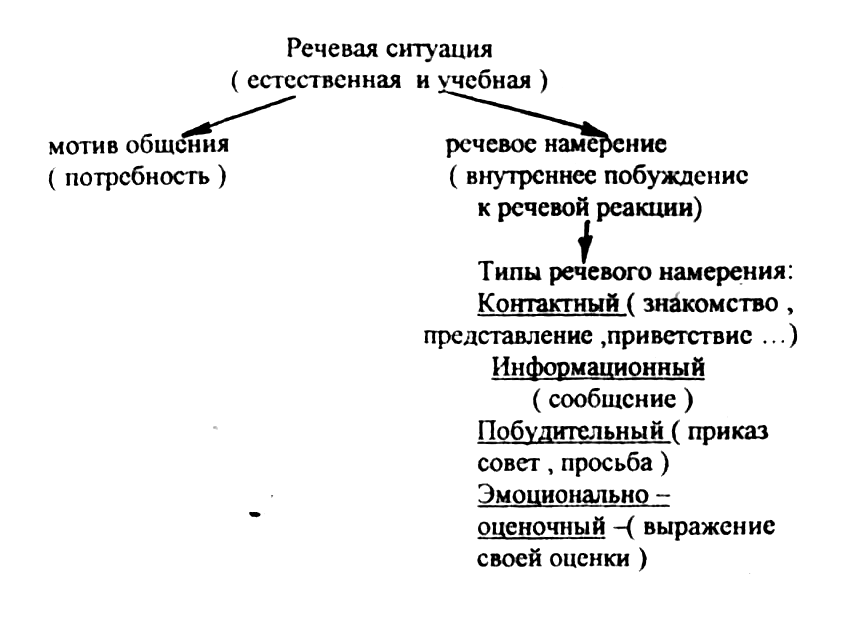 Речевая ситуация
( естественная и учебная )
мотив общения
( потребность )
речевое намерение
( внутреннее побуждение
к речевой реакции)
Типы речевого намерения:
Контактный ( знакомство ,
представление ,приветствие ...)
Информационный
( сообщение )
Побудительный ( приказ
совет , просьба )
Эмоционально –
оценочный –( выражение
своей оценки )